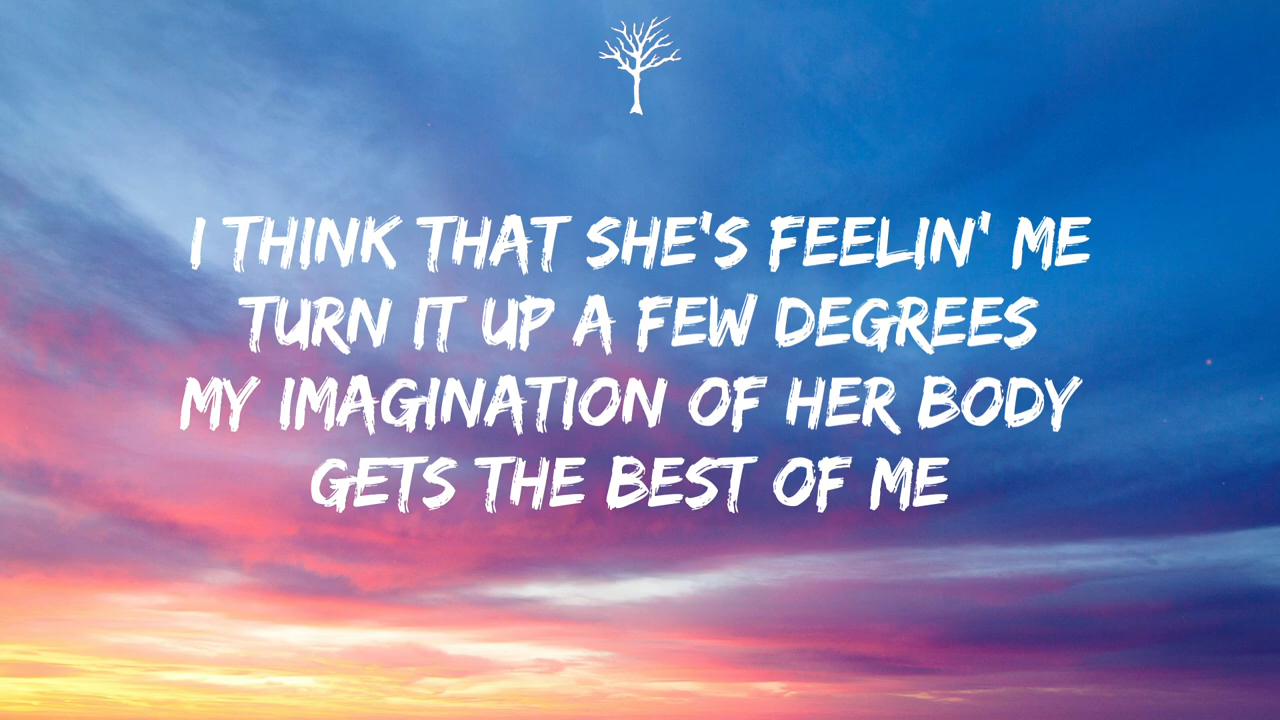 I THINK THAT SHE'S FEELIN' ME
TURN IT UP A FEW DEGREES
MY IMAGINATION OF HER BODY
GETS THE BEST OF ME